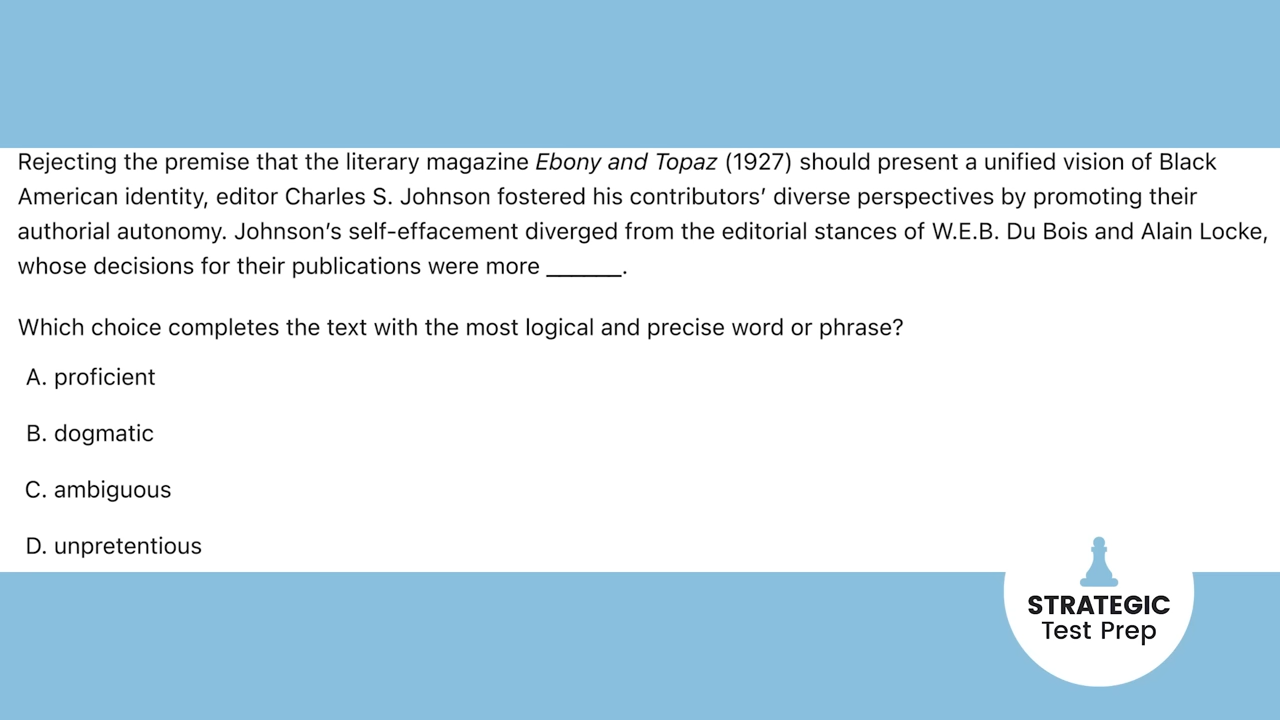 Rejecting the premise that the literary magazine Ebony and Topaz (1927) should present a unified vision of Black
American identity, editor Charles S. Johnson fostered his contributors’ diverse perspectives by promoting their
authorial autonomy. Johnson’s self-effacement diverged from the editorial stances of W.E.B. Du Bois and Alain Locke,
whose decisions for their publications were more ______.
Which choice completes the text with the most logical and precise word or phrase?
A. proficient
B. dogmatic
C. ambiguous
D. unpretentious
STRATEGIC
Test Prep